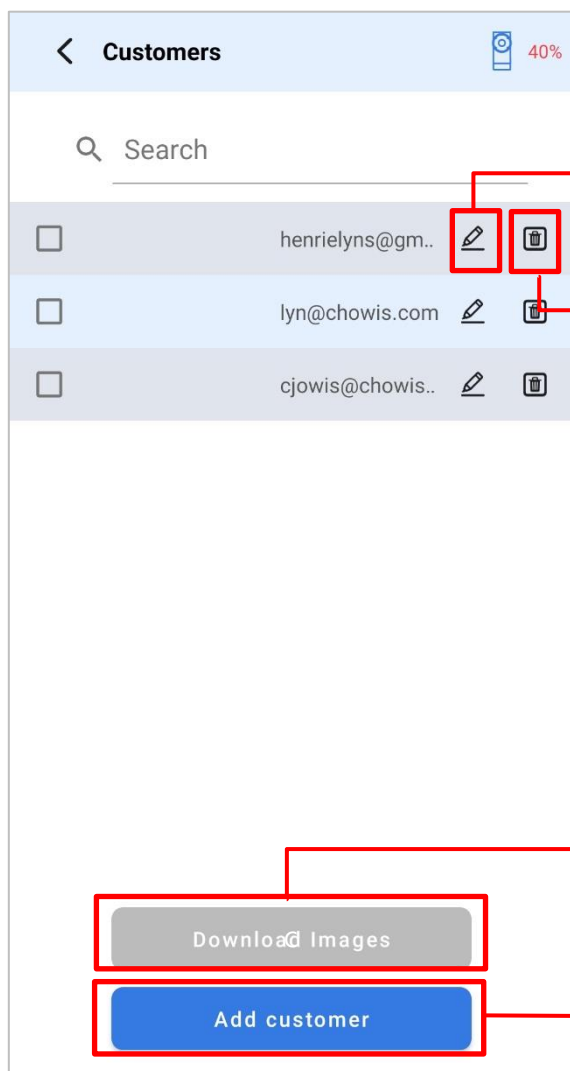 Customers 40%
Search
henrielyns@gm..
lyn@chowis.com
cjowis@chowis..
Download Images
Add customer